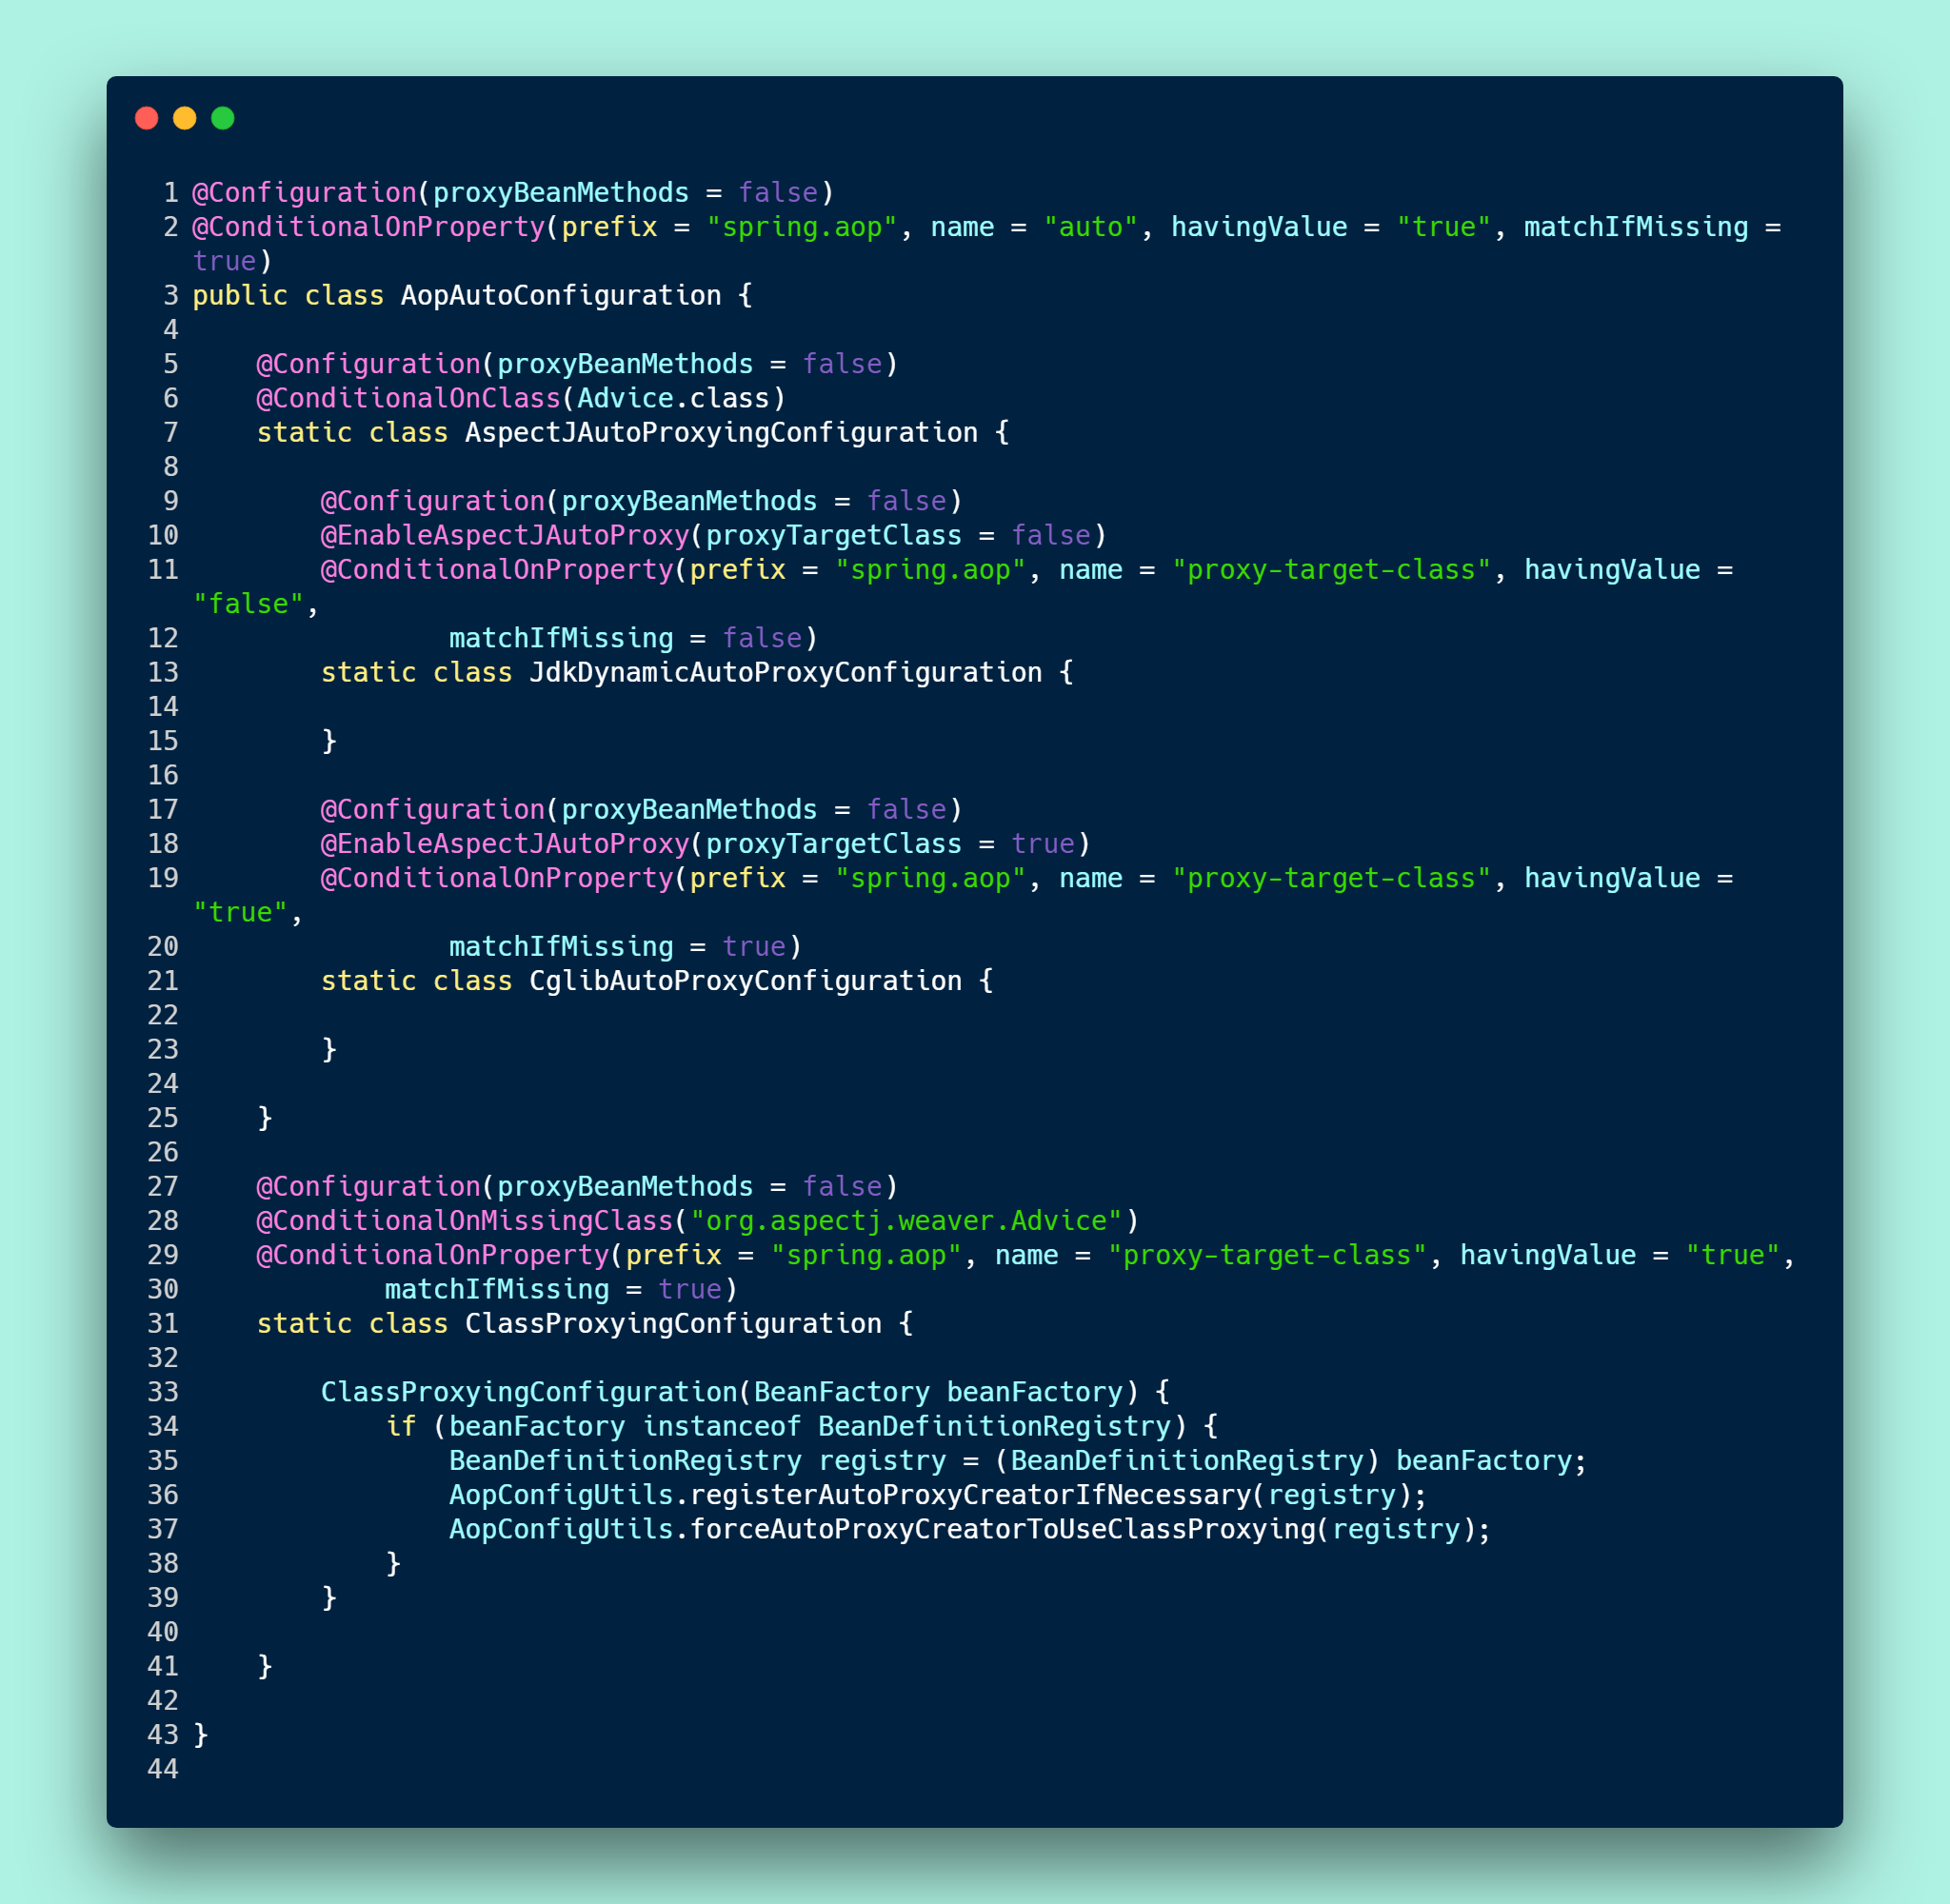 1 @Configuration(proxyBeanMethods = false)
2 @ConditionalOnProperty(prefix = "spring.aop", name = "auto", havingValue = "true", matchIfMissing =
true)
3 public class AopAutoConfiguration {
4
5     @Configuration(proxyBeanMethods = false)
6     @ConditionalOnClass(Advice.class)
7     static class AspectJAutoProxyingConfiguration {
8
9         @Configuration(proxyBeanMethods = false)
10         @EnableAspectJAutoProxy(proxyTargetClass = false)
11         @ConditionalOnProperty(prefix = "spring.aop", name = "proxy-target-class", havingValue =
"false",
12                 matchIfMissing = false)
13         static class JdkDynamicAutoProxyConfiguration {
14
15         }
16
17         @Configuration(proxyBeanMethods = false)
18         @EnableAspectJAutoProxy(proxyTargetClass = true)
19         @ConditionalOnProperty(prefix = "spring.aop", name = "proxy-target-class", havingValue =
"true",
20                 matchIfMissing = true)
21         static class CglibAutoProxyConfiguration {
22
23         }
24
25     }
26
27     @Configuration(proxyBeanMethods = false)
28     @ConditionalOnMissingClass("org.aspectj.weaver.Advice")
29     @ConditionalOnProperty(prefix = "spring.aop", name = "proxy-target-class", havingValue = "true",
30             matchIfMissing = true)
31     static class ClassProxyingConfiguration {
32
33         ClassProxyingConfiguration(BeanFactory beanFactory) {
34             if (beanFactory instanceof BeanDefinitionRegistry) {
35                 BeanDefinitionRegistry registry = (BeanDefinitionRegistry) beanFactory;
36                 AopConfigUtils.registerAutoProxyCreatorIfNecessary(registry);
37                 AopConfigUtils.forceAutoProxyCreatorToUseClassProxying(registry);
38             }
39         }
40
41     }
42
43 }
44